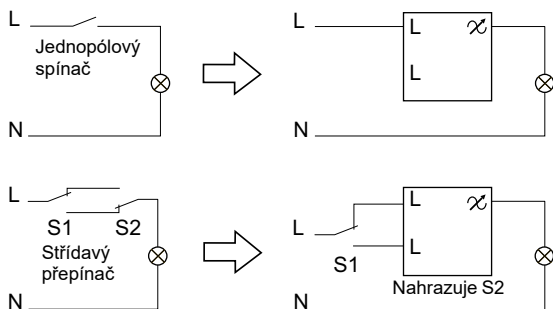 L
Jednopólový
spínač
N
L
L
L
S1 S2
Střídavý
přepínač
N
L
L
L
S1
Nahrazuje S2
N
N